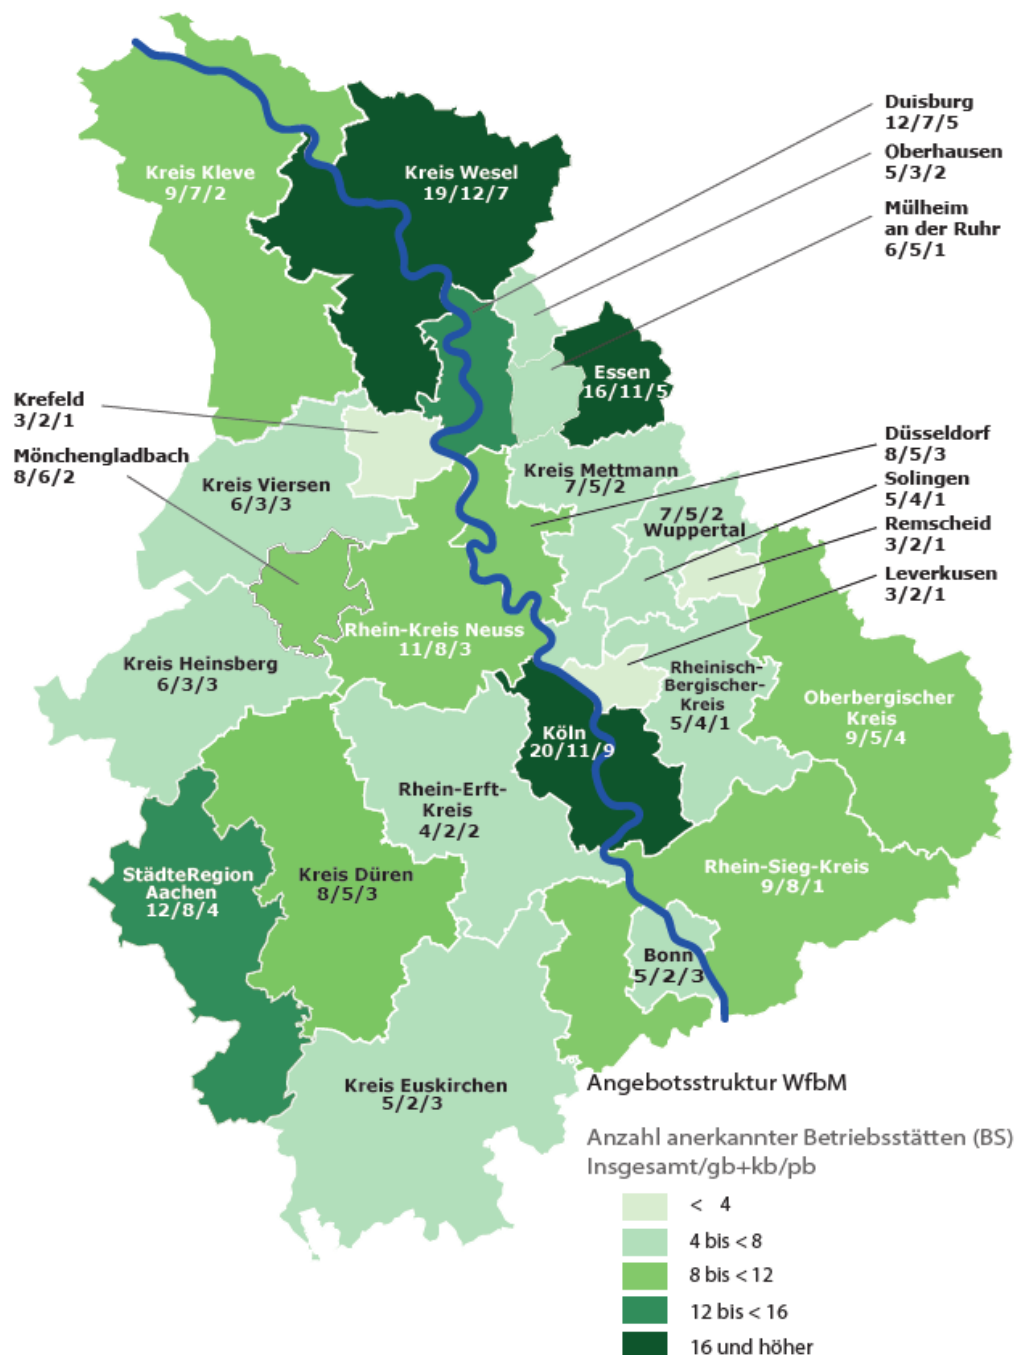 Duisburg
12/7/5
Oberhausen
5/3/2
Mülheim
an der Ruhr
6/5/1
Kreis Kleve
9/7/2
Kreis Wesel
19/12/7
Essen
16/11/5
Krefeld
3/2/1
Mönchengladbach
8/6/2
Düsseldorf
8/5/3
Solingen
5/4/1
Remscheid
3/2/1
Leverkusen
3/2/1
Kreis Viersen
6/3/3
Kreis Mettmann
7/5/2
7/5/2
Wuppertal
Rhein-Kreis Neuss
11/8/3
Kreis Heinsberg
6/3/3
Rheinisch-
Bergischer-
Kreis
5/4/1
Oberbergischer
Kreis
9/5/4
Köln
20/11/9
Rhein-Erft-
Kreis
4/2/2
StädteRegion
Aachen
12/8/4
Kreis Düren
8/5/3
Rhein-Sieg-Kreis
9/8/1
Bonn
5/2/3
Kreis Euskirchen
5/2/3
Angebotsstruktur WfbM
Anzahl anerkannter Betriebsstätten (BS)
Insgesamt/gb+kb/pb
< 4
4 bis < 8
8 bis < 12
12 bis < 16
16 und höher